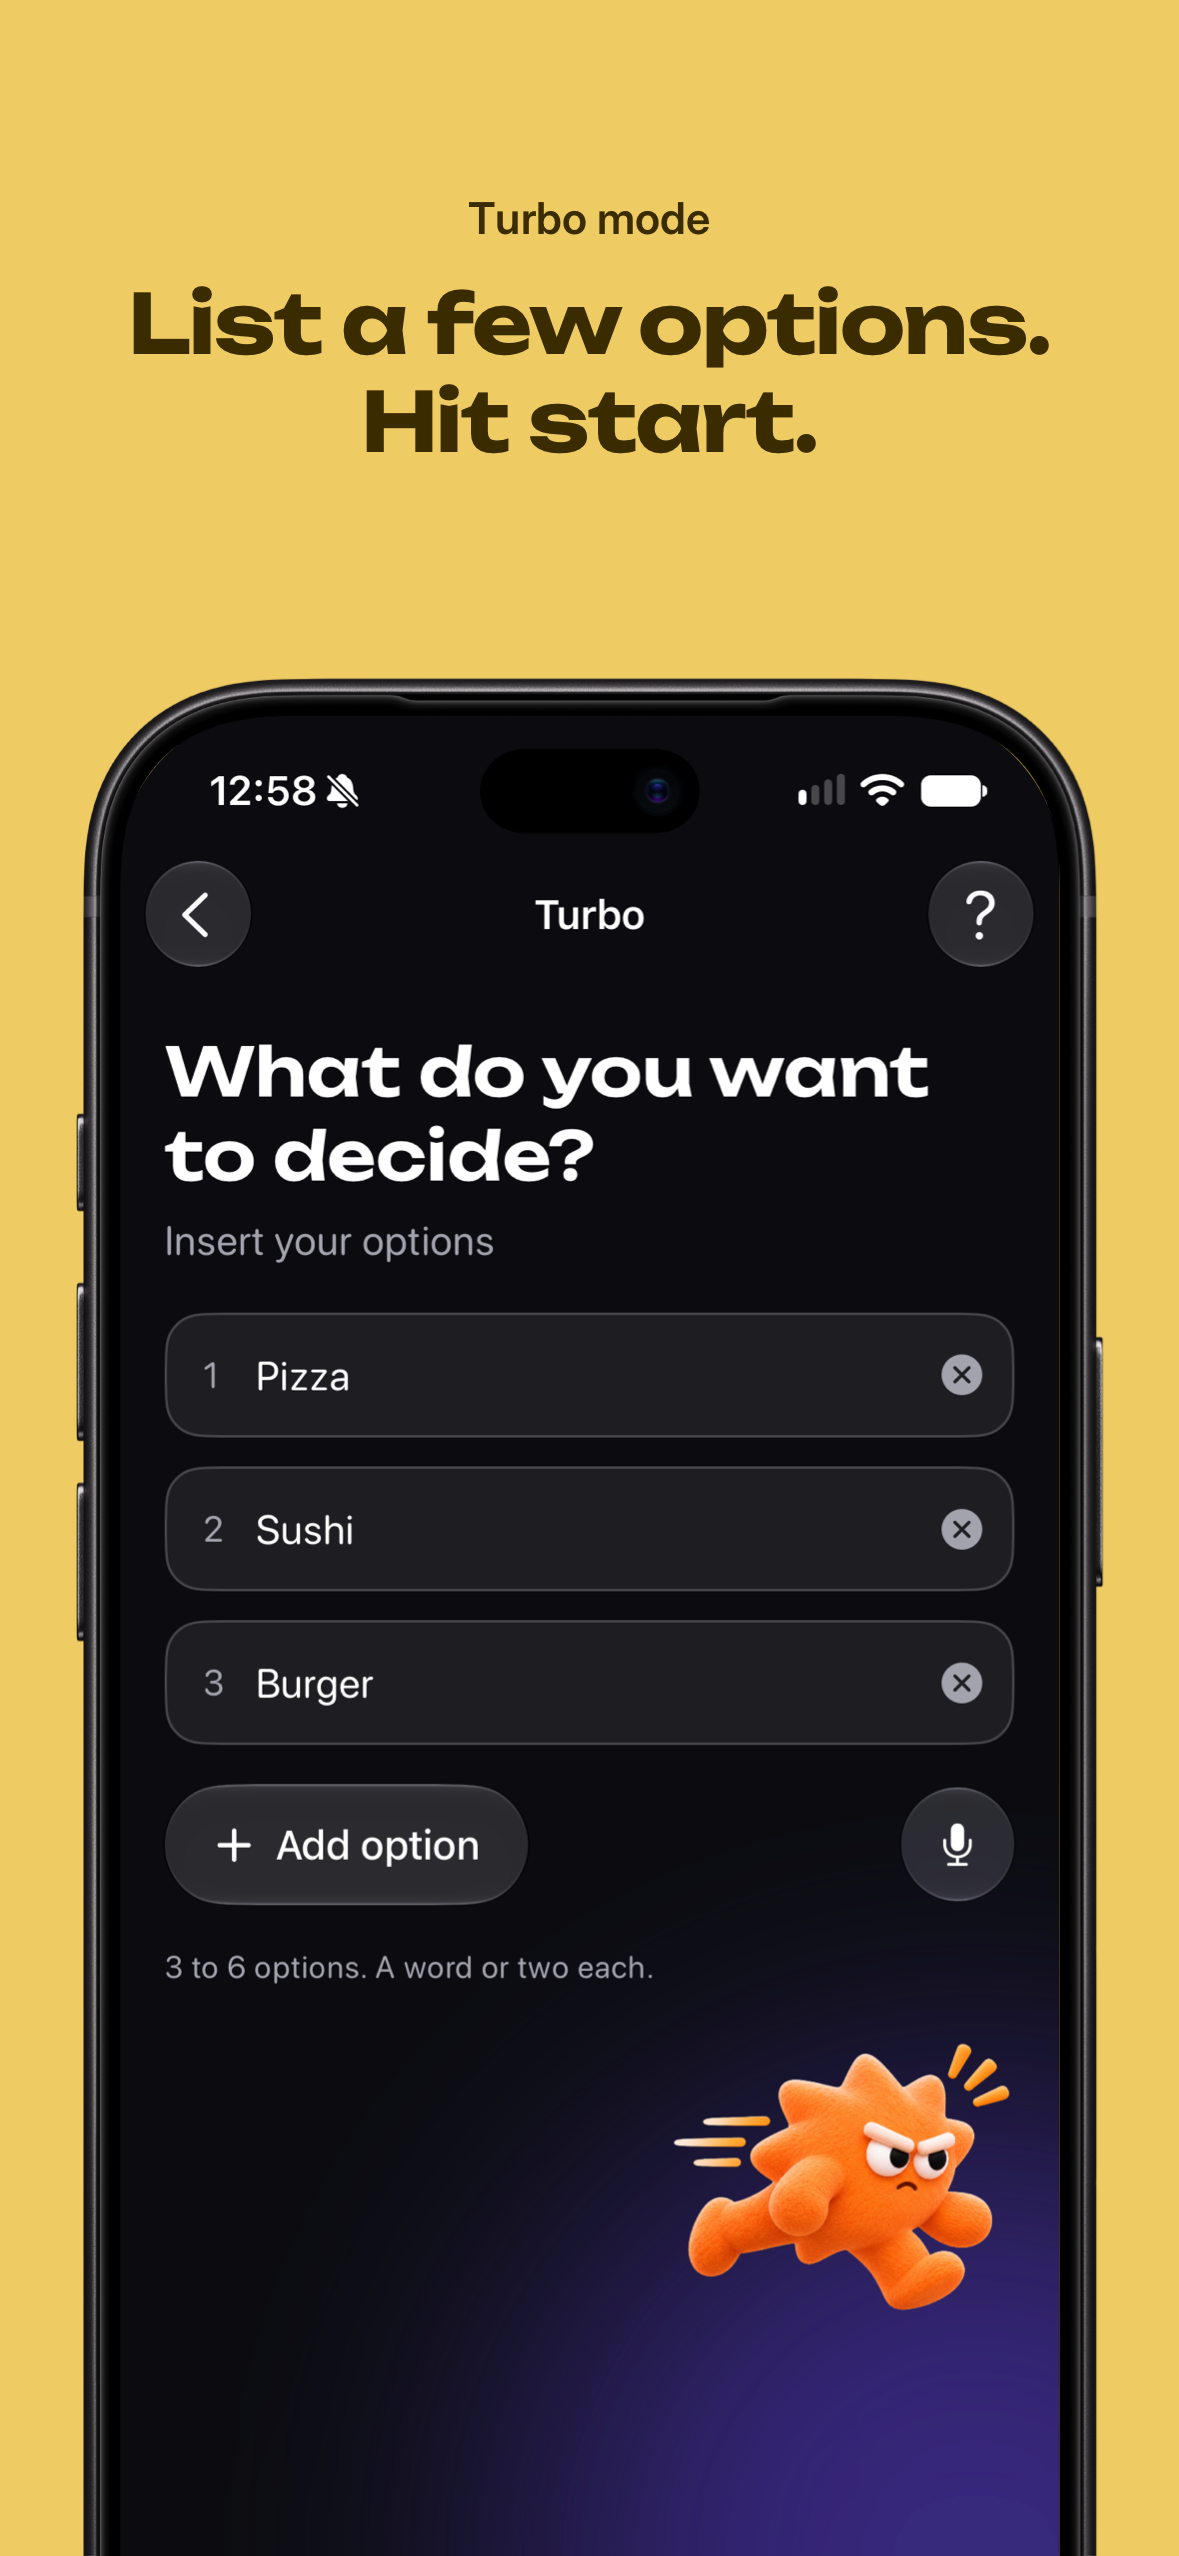 Turbo mode
List a few options.
Hit start.
12:58
Turbo
?
What do you want
to decide?
Insert your options
1 Pizza
2 Sushi
3 Burger
+ Add option
3 to 6 options. A word or two each.